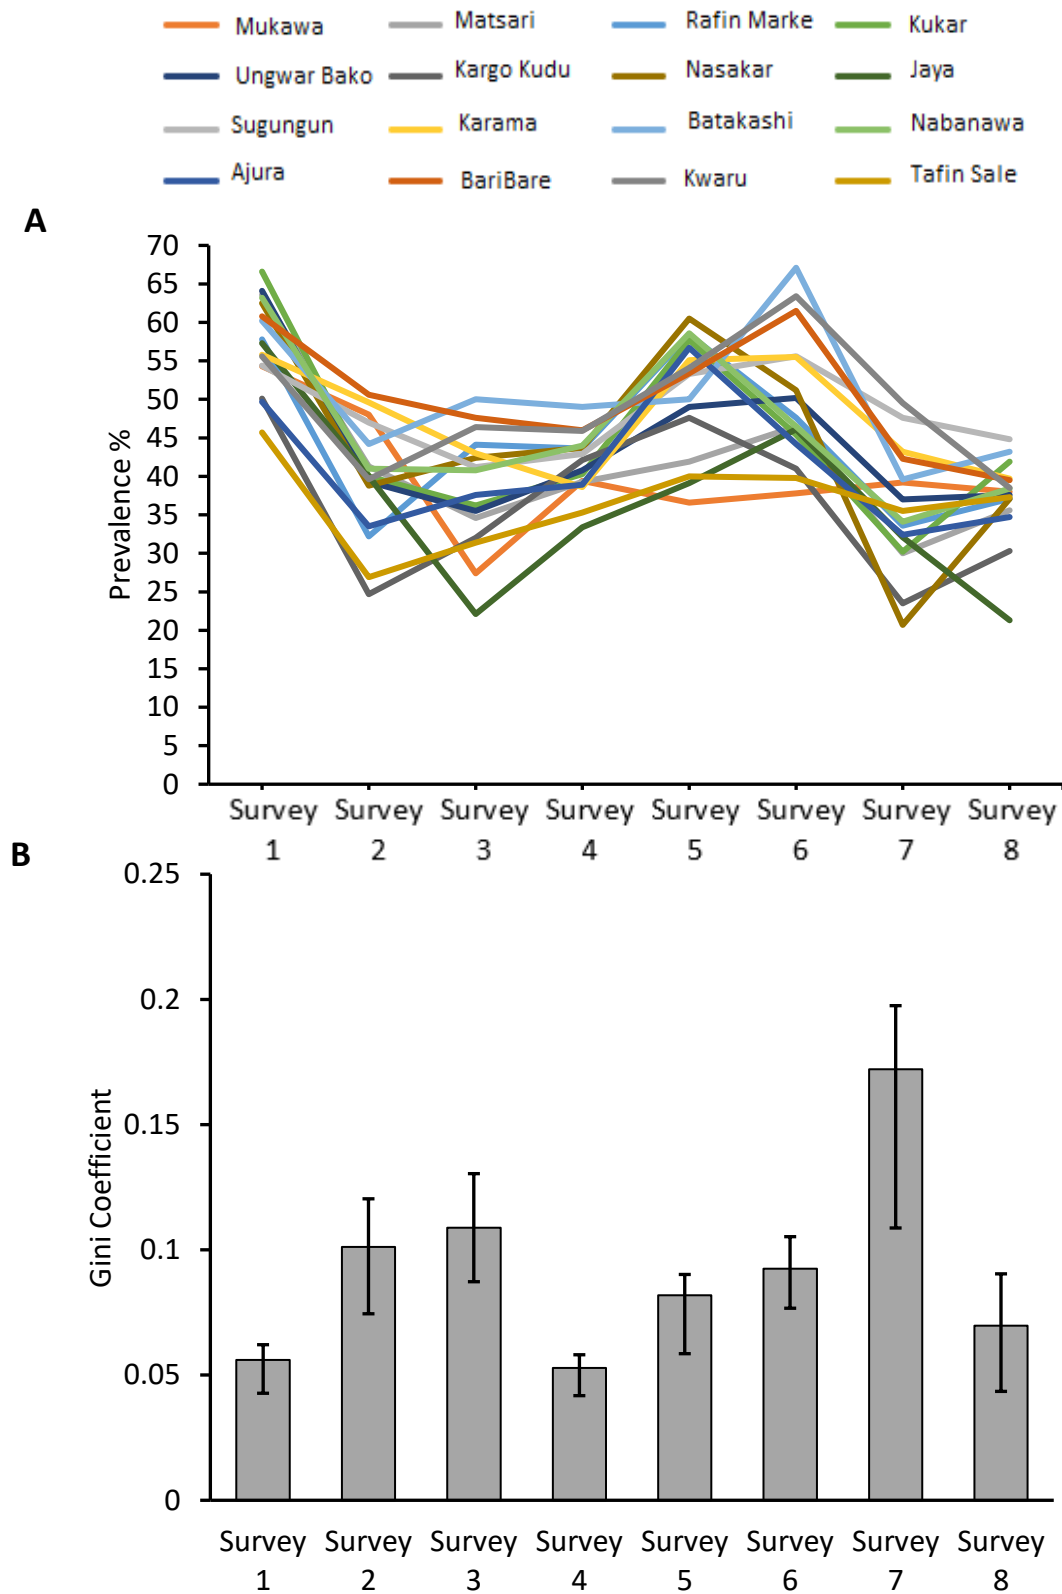 Mukawa Matsari Rafin Marke Kukar
Ungwar Bako Kargo Kudu Nasakar Jaya
Sugungun Karama Batakashi Nabanawa
Ajura BariBare Kwaru Tafin Sale
A
Prevalence %
70
65
60
55
50
45
40
35
30
25
20
15
10
5
0
Survey Survey Survey Survey Survey Survey Survey Survey
1 2 3 4 5 6 7 8
B
Gini Coefficient
0.25
0.2
0.15
0.1
0.05
0
Survey Survey Survey Survey Survey Survey Survey Survey
1 2 3 4 5 6 7 8